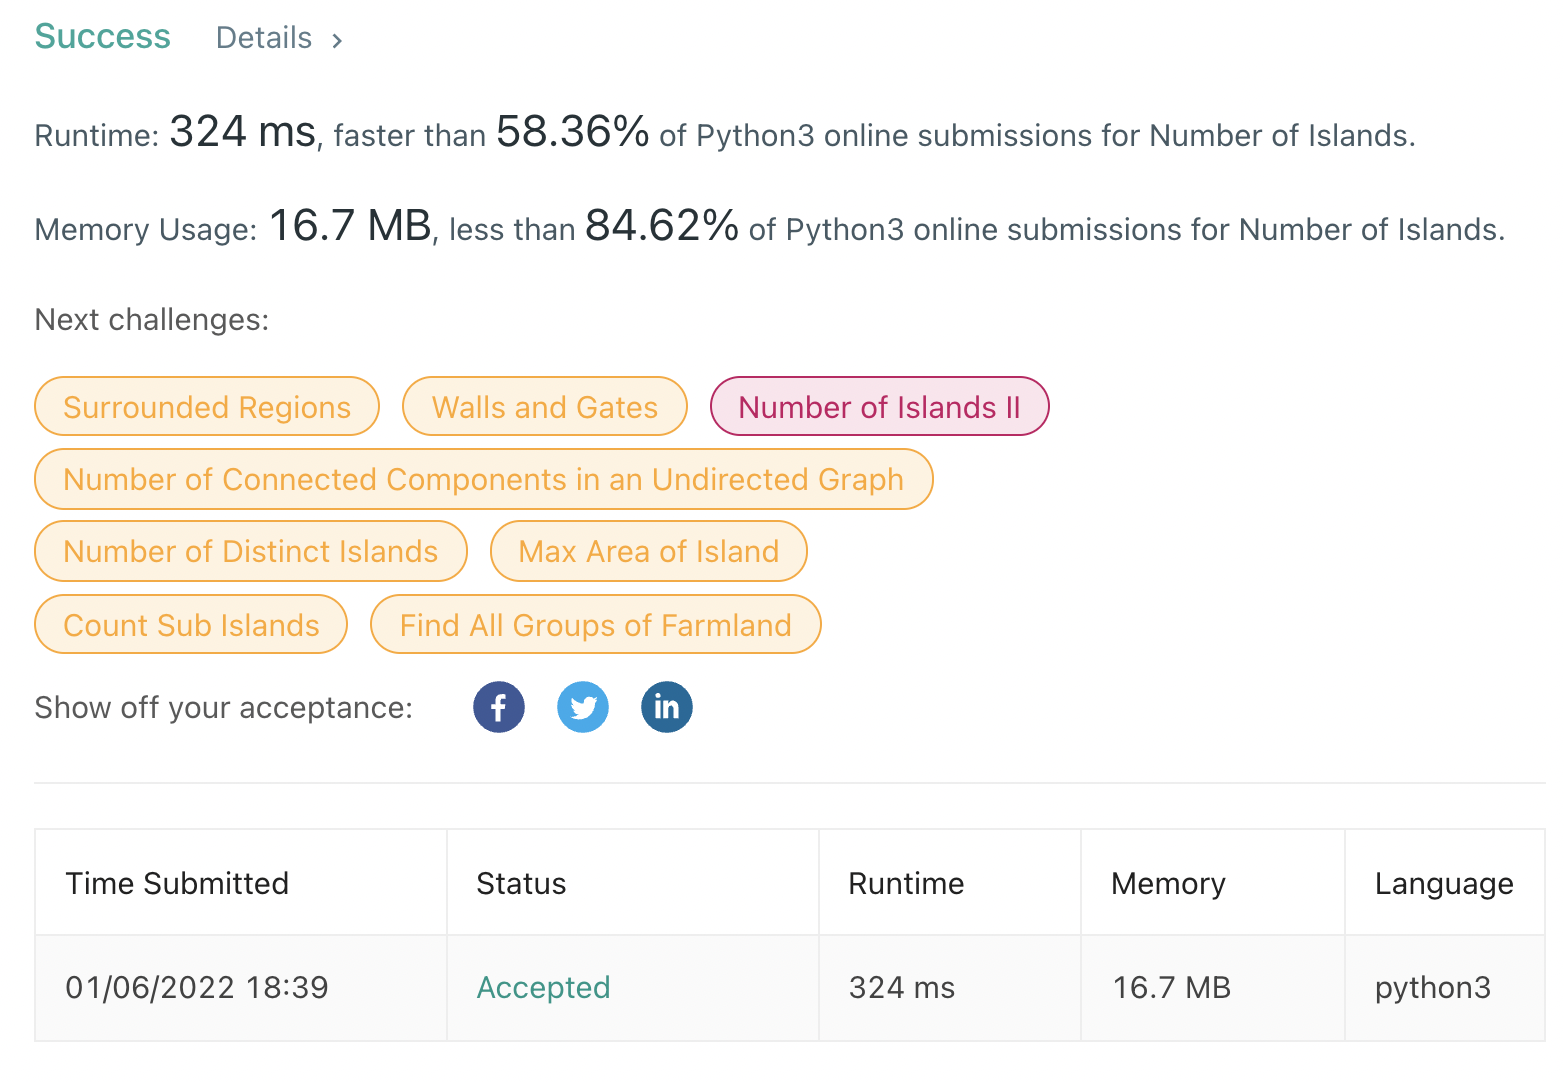 Success Details >
Runtime: 324 ms, faster than 58.36% of Python3 online submissions for Number of Islands.
Memory Usage: 16.7 MB, less than 84.62% of Python3 online submissions for Number of Islands.
Next challenges:
Surrounded Regions Walls and Gates Number of Islands II
Number of Connected Components in an Undirected Graph
Number of Distinct Islands Max Area of Island
Count Sub Islands Find All Groups of Farmland
Show off your acceptance: f in
Time Submitted Status Runtime Memory Language
01/06/2022 18:39 Accepted 324 ms 16.7 MB python3